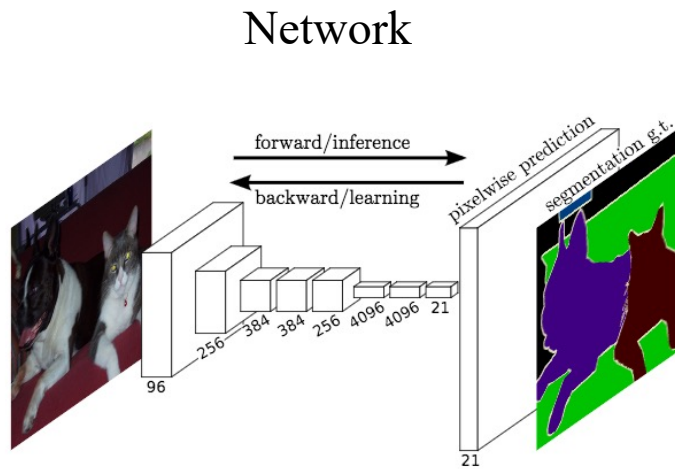 Network
forward/inference
backward/learning
pixelwise prediction
segmentation g.t.
96
256
384
384
256
4096
4096
21
21